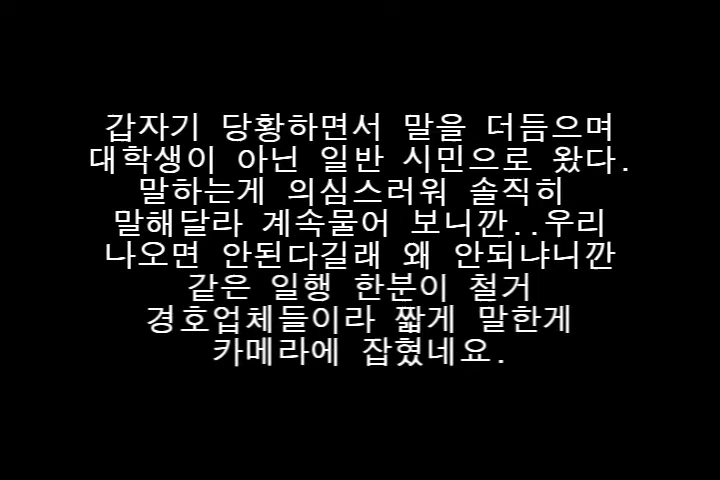 갑자기 당황하면서 말을 더듬으며
대학생이 아닌 일반 시민으로 왔다.
말하는게 의심스러워 솔직히
말해달라 계속물어 보니깐..우리
나오면 안된다길래 왜 안되냐니깐
같은 일행 한분이 철거
경호업체들이라 짧게 말한게
카메라에 잡혔네요.